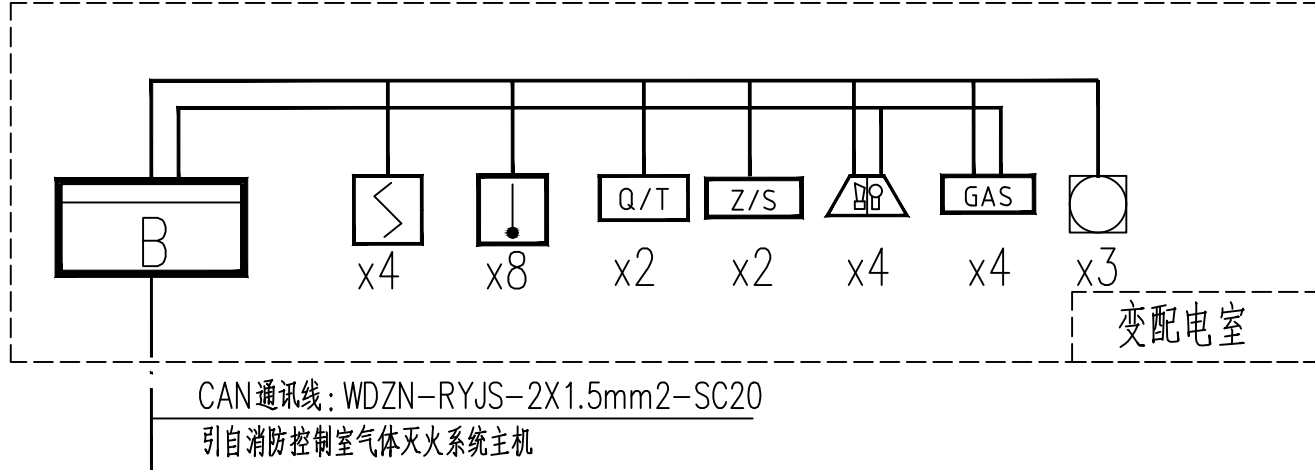 B
Q/T
Z/S
GAS
x4
x8
x2
x2
x4
x4
x3
变配电室
CAN通讯线: WDZN-RYJS-2X1.5mm2-SC20
引自消防控制室气体灭火系统主机